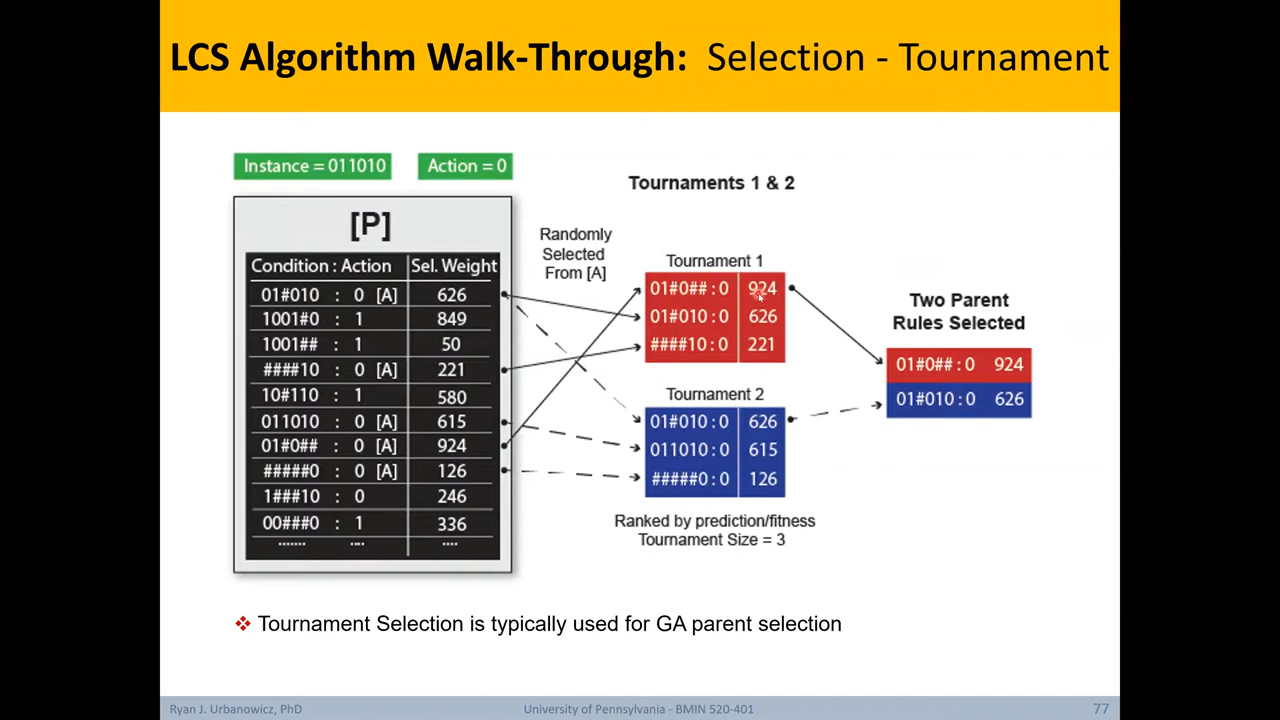 LCS Algorithm Walk-Through: Selection - Tournament
Instance = 011010
Action = 0
[P]
Condition : Action Sel. Weight
01#010 : 0 [A] 626
1001#0 : 1 849
1001## : 1 50
####10 : 0 [A] 221
10#110 : 1 580
011010 : 0 [A] 615
01#0## : 0 [A] 924
#####0 : 0 [A] 126
1###10 : 0 246
00###0 : 1 336
....... .... ....
Randomly
Selected
From [A]
Tournaments 1 & 2
Tournament 1
01#0## : 0 924
01#010 : 0 626
####10 : 0 221
Tournament 2
01#010 : 0 626
011010 : 0 615
#####0 : 0 126
Ranked by prediction/fitness
Tournament Size = 3
Two Parent
Rules Selected
01#0## : 0 924
01#010 : 0 626
❖ Tournament Selection is typically used for GA parent selection
Ryan J. Urbanowicz, PhD
University of Pennsylvania - BMIN 520-401
77